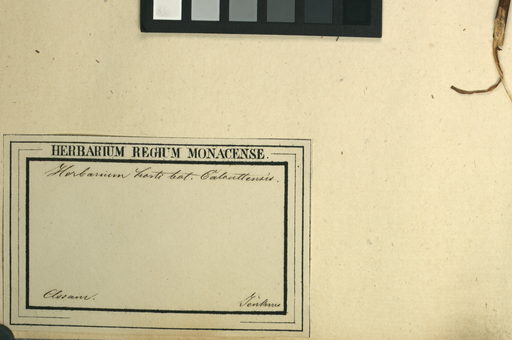 HERBARIUM REGIUM MONACENSE.
Herbarium horti bot. Calcuttensis.
Assam. Jenkins